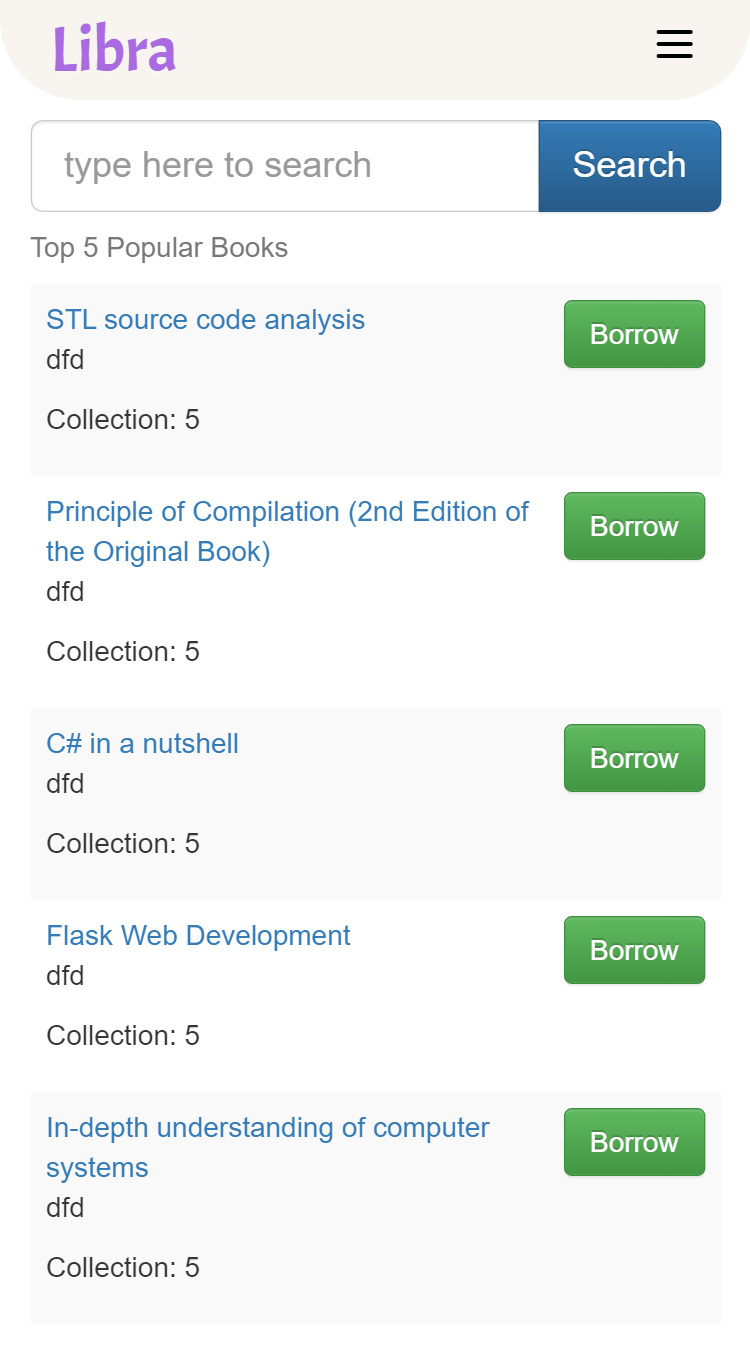 Libra
type here to search
Search
Top 5 Popular Books
STL source code analysis
Borrow
dfd
Collection: 5
Principle of Compilation (2nd Edition of
the Original Book)
Borrow
dfd
Collection: 5
C# in a nutshell
Borrow
dfd
Collection: 5
Flask Web Development
Borrow
dfd
Collection: 5
In-depth understanding of computer
systems
Borrow
dfd
Collection: 5